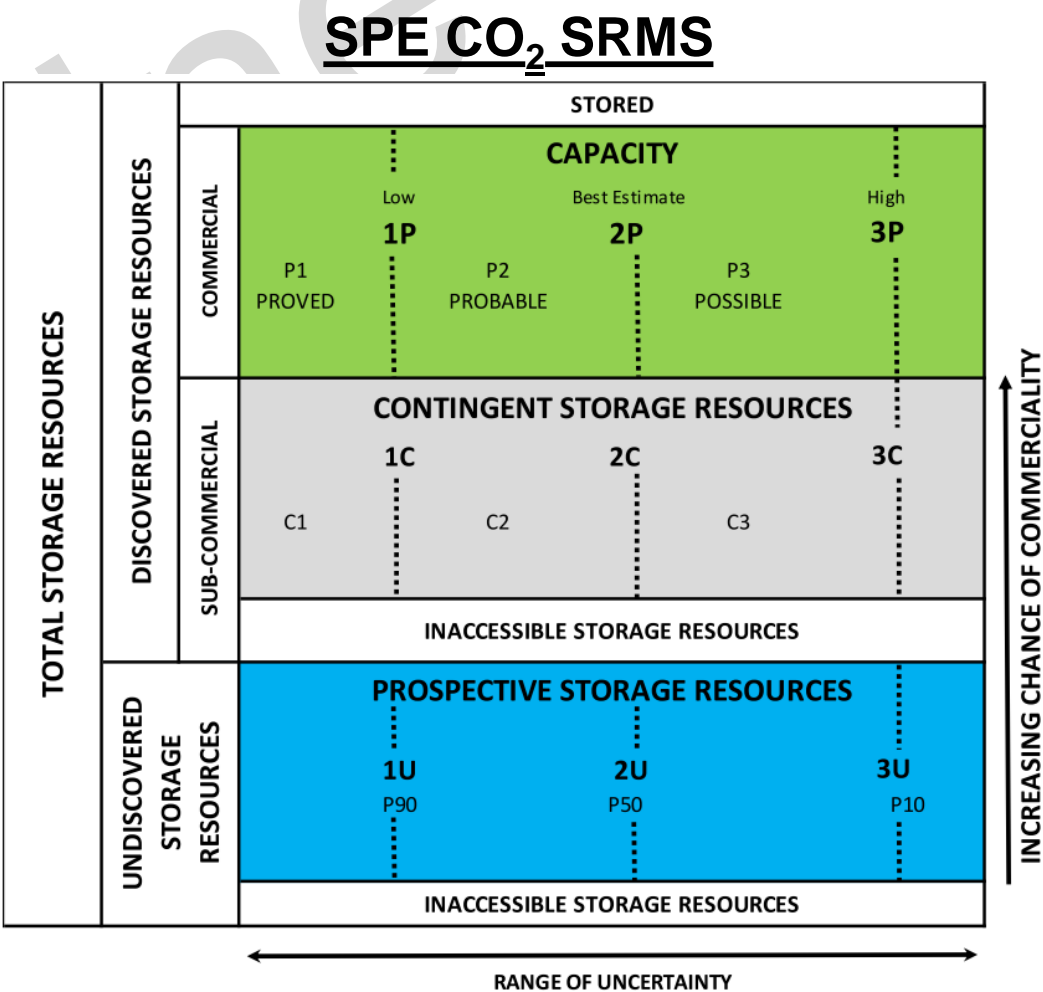 SPE CO₂ SRMS
TOTAL STORAGE RESOURCES
DISCOVERED STORAGE RESOURCES
STORED
COMMERCIAL
CAPACITY
Low
Best Estimate
High
1P
2P
3P
P1
PROVED
P2
PROBABLE
P3
POSSIBLE
SUB-COMMERCIAL
CONTINGENT STORAGE RESOURCES
1C
2C
3C
C1
C2
C3
INACCESSIBLE STORAGE RESOURCES
UNDISCOVERED
STORAGE
RESOURCES
PROSPECTIVE STORAGE RESOURCES
1U
2U
3U
P90
P50
P10
INACCESSIBLE STORAGE RESOURCES
RANGE OF UNCERTAINTY
INCREASING CHANCE OF COMMERCIALITY